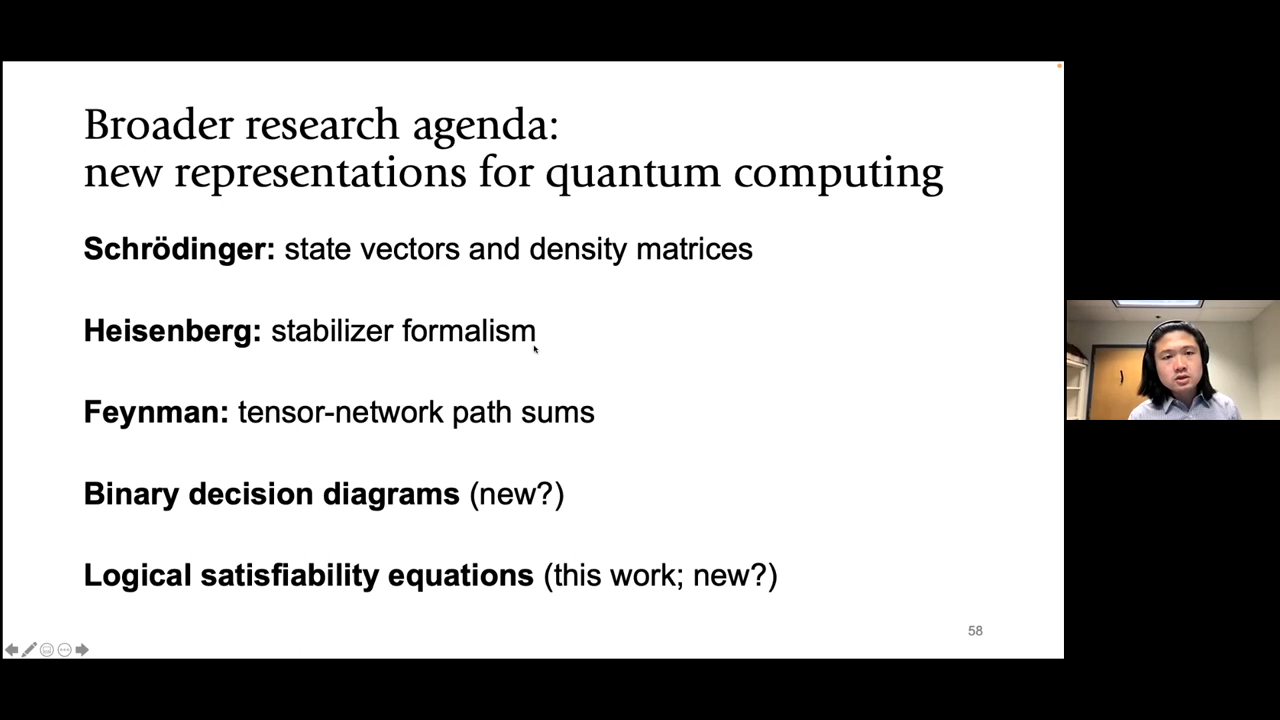 Broader research agenda:
new representations for quantum computing
Schrödinger: state vectors and density matrices
Heisenberg: stabilizer formalism
Feynman: tensor-network path sums
Binary decision diagrams (new?)
Logical satisfiability equations (this work; new?)
58